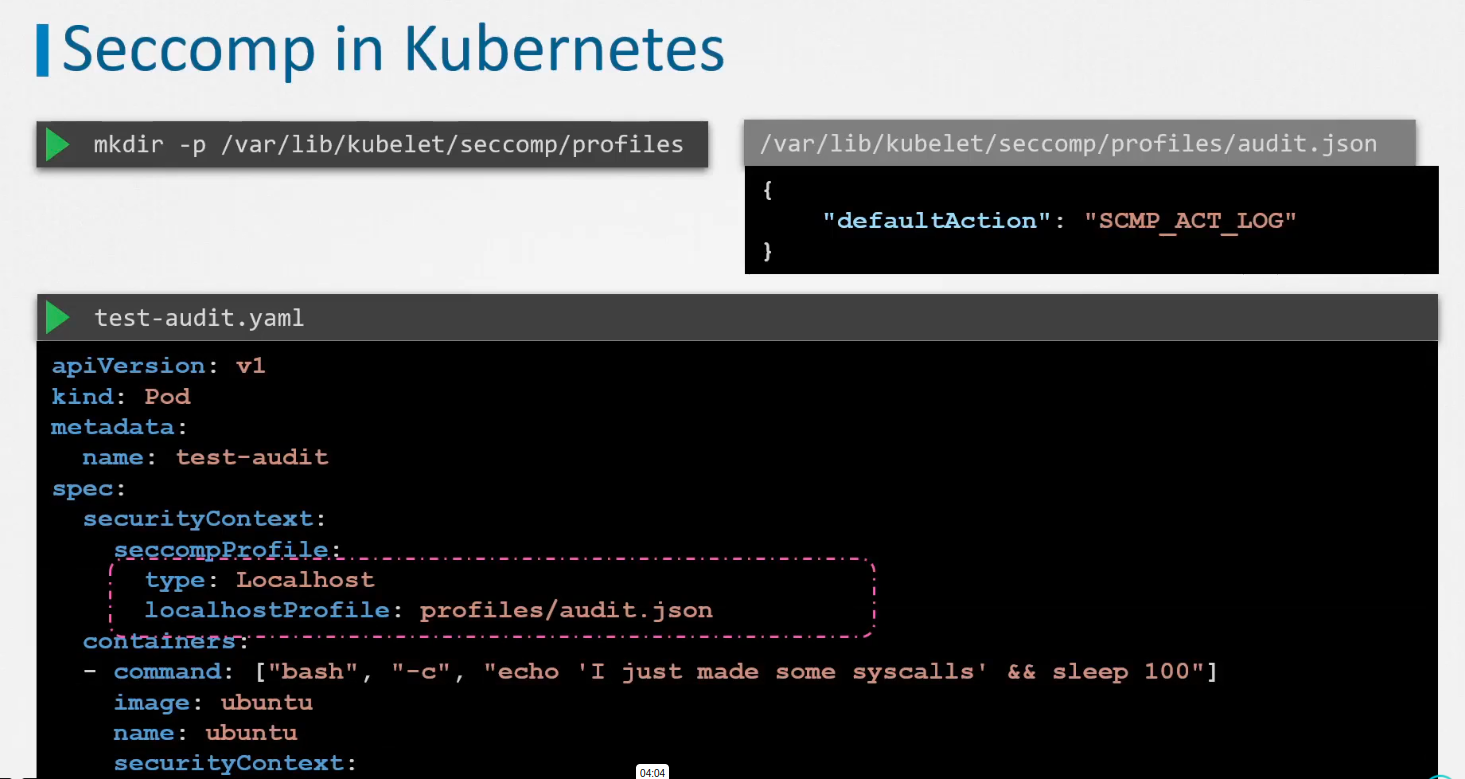 Seccomp in Kubernetes
mkdir -p /var/lib/kubelet/seccomp/profiles
/var/lib/kubelet/seccomp/profiles/audit.json
{
    "defaultAction": "SCMP_ACT_LOG"
}
test-audit.yaml
apiVersion: v1
kind: Pod
metadata:
  name: test-audit
spec:
  securityContext:
    seccompProfile:
      type: Localhost
      localhostProfile: profiles/audit.json
  containers:
  - command: ["bash", "-c", "echo 'I just made some syscalls' && sleep 100"]
    image: ubuntu
    name: ubuntu
    securityContext:
04:04